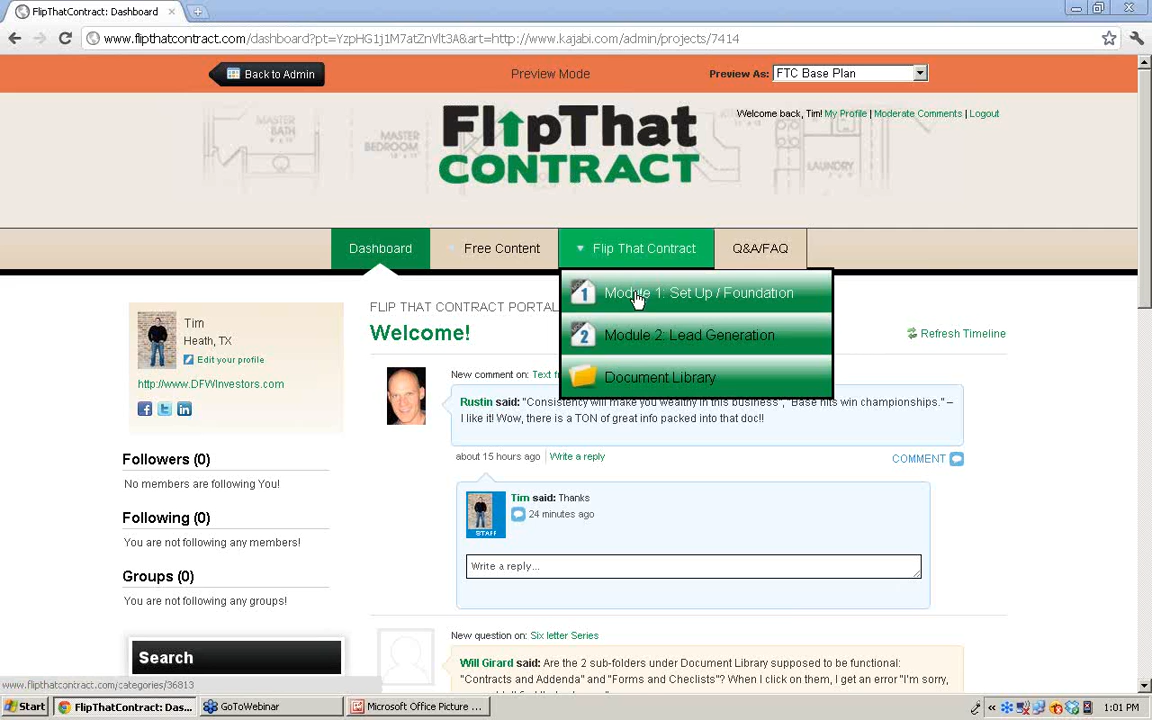 FlipThatContract: Dashboard
www.flipthatcontract.com/dashboard?pt=YzpHG1j1M7atZnVlt3A&art=http://www.kajabi.com/admin/projects/7414
Back to Admin
Preview Mode
Preview As: FTC Base Plan
Welcome back, Tim! My Profile | Moderate Comments | Logout
MASTER BATH
MASTER BEDROOM
LAUNDRY
FlipThat
CONTRACT
Dashboard
Free Content
Flip That Contract
Q&A/FAQ
1 Module 1: Set Up / Foundation
2 Module 2: Lead Generation
Document Library
FLIP THAT CONTRACT PORTAL
Welcome!
Refresh Timeline
Tim
Heath, TX
Edit your profile
http://www.DFWInvestors.com
Followers (0)
No members are following You!
Following (0)
You are not following any members!
Groups (0)
You are not following any groups!
Search
New comment on: Text
Rustin said: "Consistency will make you wealthy in this business", "Base hits win championships." –
I like it! Wow, there is a TON of great info packed into that doc!!
about 15 hours ago Write a reply
COMMENT
Tim said: Thanks
24 minutes ago
STAFF
Write a reply...
New question on: Six letter Series
Will Girard said: Are the 2 sub-folders under Document Library supposed to be functional:
"Contracts and Addenda" and "Forms and Checlists"? When I click on them, I get an error "I'm sorry,
www.flipthatcontract.com/categories/36813
Start
FlipThatContract: Das...
GoToWebinar
Microsoft Office Picture ...
1:01 PM